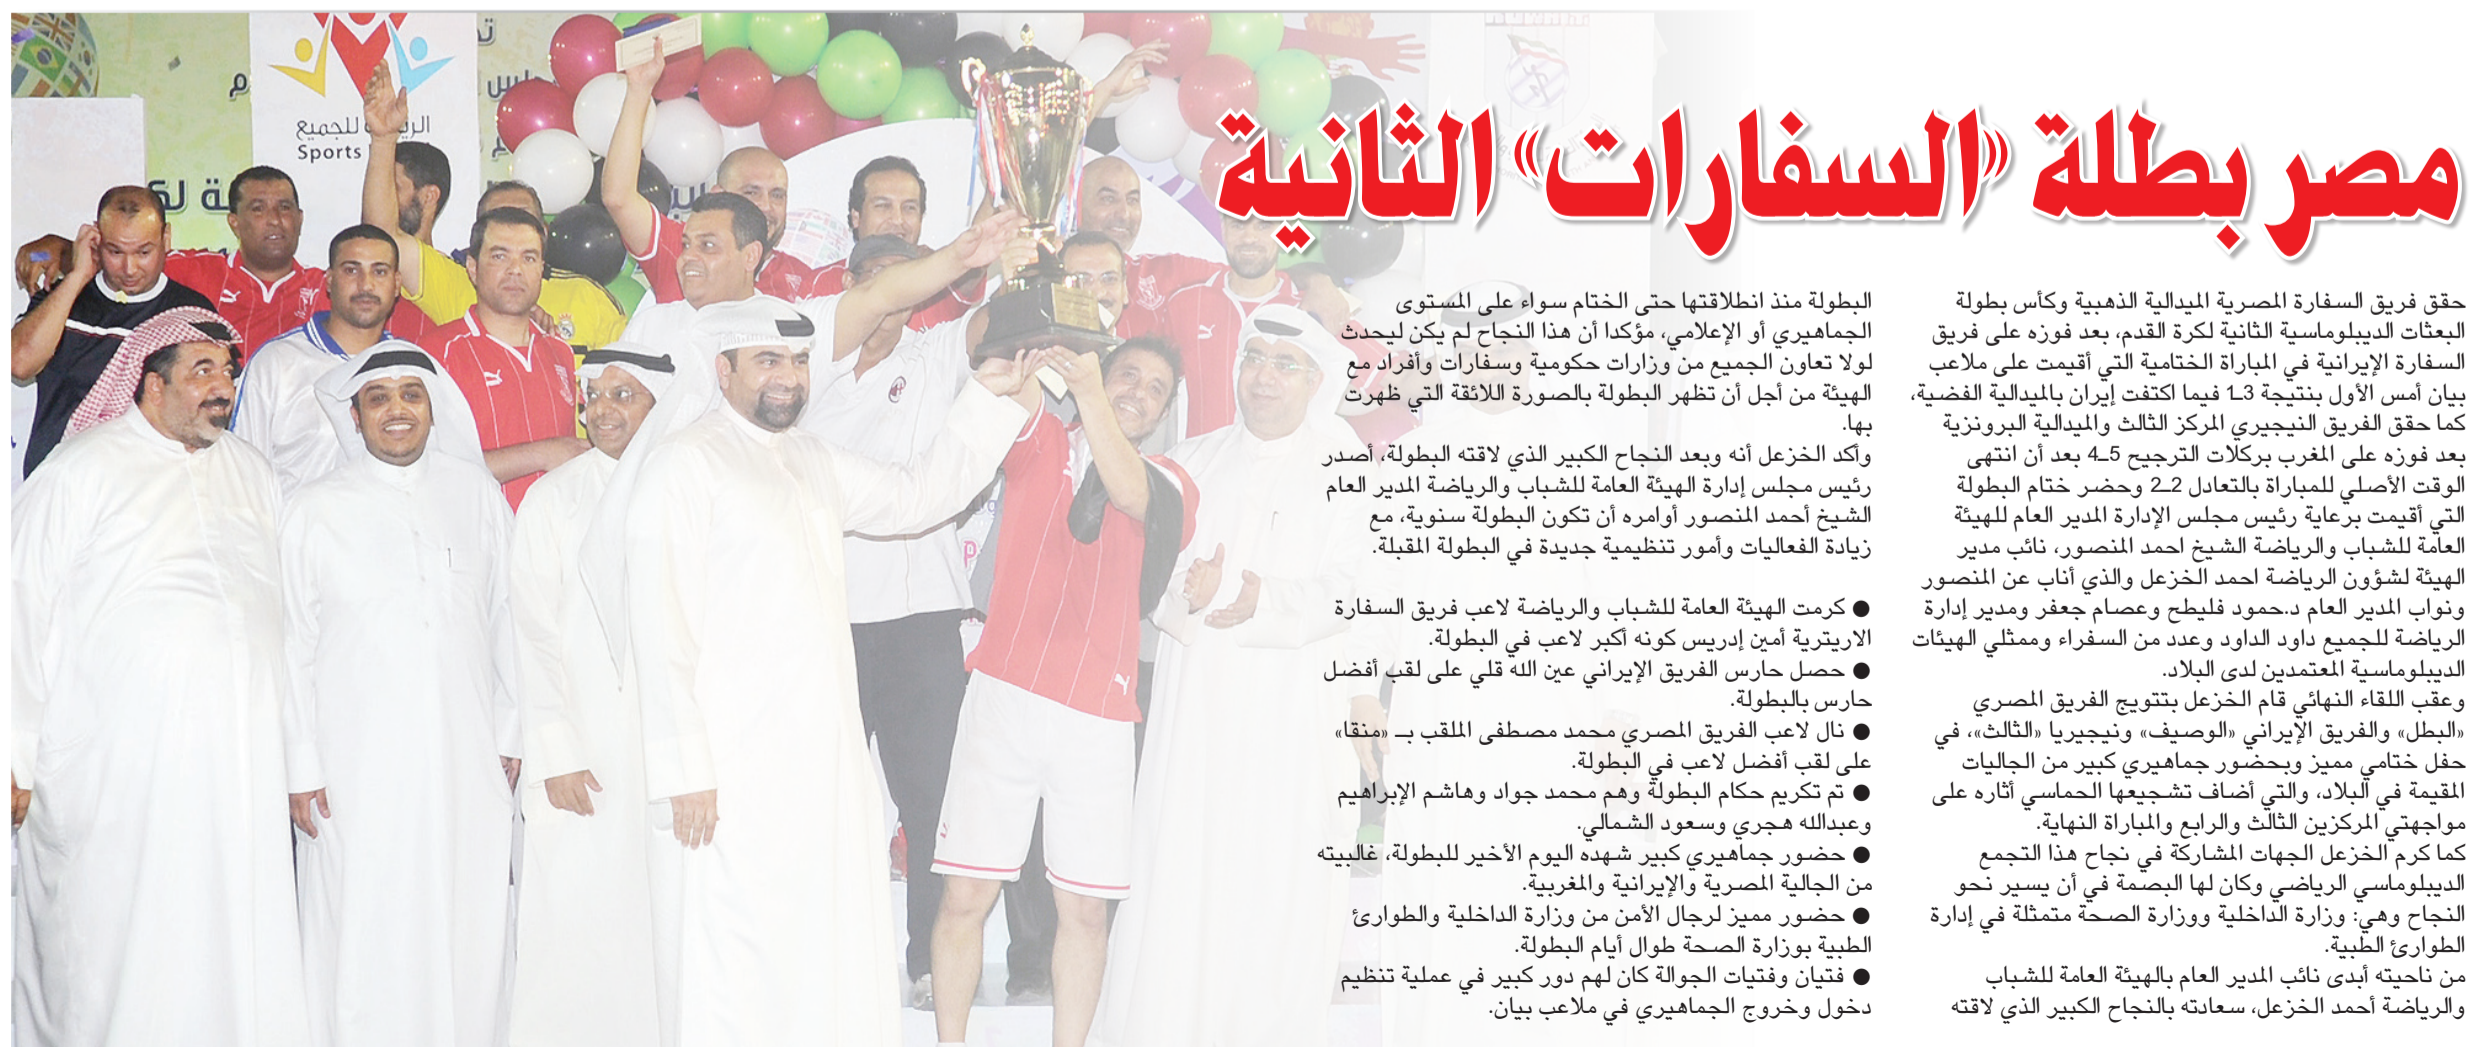 مصر بطلة «السفارات» الثانية
حقق فريق السفارة المصرية الميدالية الذهبية وكأس بطولة
البعثات الديبلوماسية الثانية لكرة القدم، بعد فوزه على فريق
السفارة الإيرانية في المباراة الختامية التي أقيمت على ملاعب
بيان أمس الأول بنتيجة 3ـ1 فيما اكتفت إيران بالميدالية الفضية،
كما حقق الفريق النيجيري المركز الثالث والميدالية البرونزية
بعد فوزه على المغرب بركلات الترجيح 5ـ4 بعد أن انتهى
الوقت الأصلي للمباراة بالتعادل 2ـ2 وحضر ختام البطولة
التي أقيمت برعاية رئيس مجلس الإدارة المدير العام للهيئة
العامة للشباب والرياضة الشيخ احمد المنصور، نائب مدير
الهيئة لشؤون الرياضة احمد الخزعل والذي أناب عن المنصور
ونواب المدير العام د.حمود فليطح وعصام جعفر ومدير إدارة
الرياضة للجميع داود الداود وعدد من السفراء وممثلي الهيئات
الديبلوماسية المعتمدين لدى البلاد.
وعقب اللقاء النهائي قام الخزعل بتتويج الفريق المصري
«البطل» والفريق الإيراني «الوصيف» ونيجيريا «الثالث»، في
حفل ختامي مميز وبحضور جماهيري كبير من الجاليات
المقيمة في البلاد، والتي أضاف تشجيعها الحماسي أثاره على
مواجهتي المركزين الثالث والرابع والمباراة النهاية.
كما كرم الخزعل الجهات المشاركة في نجاح هذا التجمع
الديبلوماسي الرياضي وكان لها البصمة في أن يسير نحو
النجاح وهي: وزارة الداخلية ووزارة الصحة متمثلة في إدارة
الطوارئ الطبية.
من ناحيته أبدى نائب المدير العام بالهيئة العامة للشباب
والرياضة أحمد الخزعل، سعادته بالنجاح الكبير الذي لاقته
البطولة منذ انطلاقتها حتى الختام سواء على المستوى
الجماهيري أو الإعلامي، مؤكدا أن هذا النجاح لم يكن ليحدث
لولا تعاون الجميع من وزارات حكومية وسفارات وأفراد مع
الهيئة من أجل أن تظهر البطولة بالصورة اللائقة التي ظهرت
بها.
وأكد الخزعل أنه وبعد النجاح الكبير الذي لاقته البطولة، أصدر
رئيس مجلس إدارة الهيئة العامة للشباب والرياضة المدير العام
الشيخ أحمد المنصور أوامره أن تكون البطولة سنوية، مع
زيادة الفعاليات وأمور تنظيمية جديدة في البطولة المقبلة.
● كرمت الهيئة العامة للشباب والرياضة لاعب فريق السفارة
الاريترية أمين إدريس كونه أكبر لاعب في البطولة.
● حصل حارس الفريق الإيراني عين الله قلي على لقب أفضل
حارس بالبطولة.
● نال لاعب الفريق المصري محمد مصطفى الملقب بـ «منقا»
على لقب أفضل لاعب في البطولة.
● تم تكريم حكام البطولة وهم محمد جواد وهاشم الإبراهيم
وعبدالله هجري وسعود الشمالي.
● حضور جماهيري كبير شهده اليوم الأخير للبطولة، غالبيته
من الجالية المصرية والإيرانية والمغربية.
● حضور مميز لرجال الأمن من وزارة الداخلية والطوارئ
الطبية بوزارة الصحة طوال أيام البطولة.
● فتيان وفتيات الجوالة كان لهم دور كبير في عملية تنظيم
دخول وخروج الجماهيري في ملاعب بيان.
للجميع
Sports